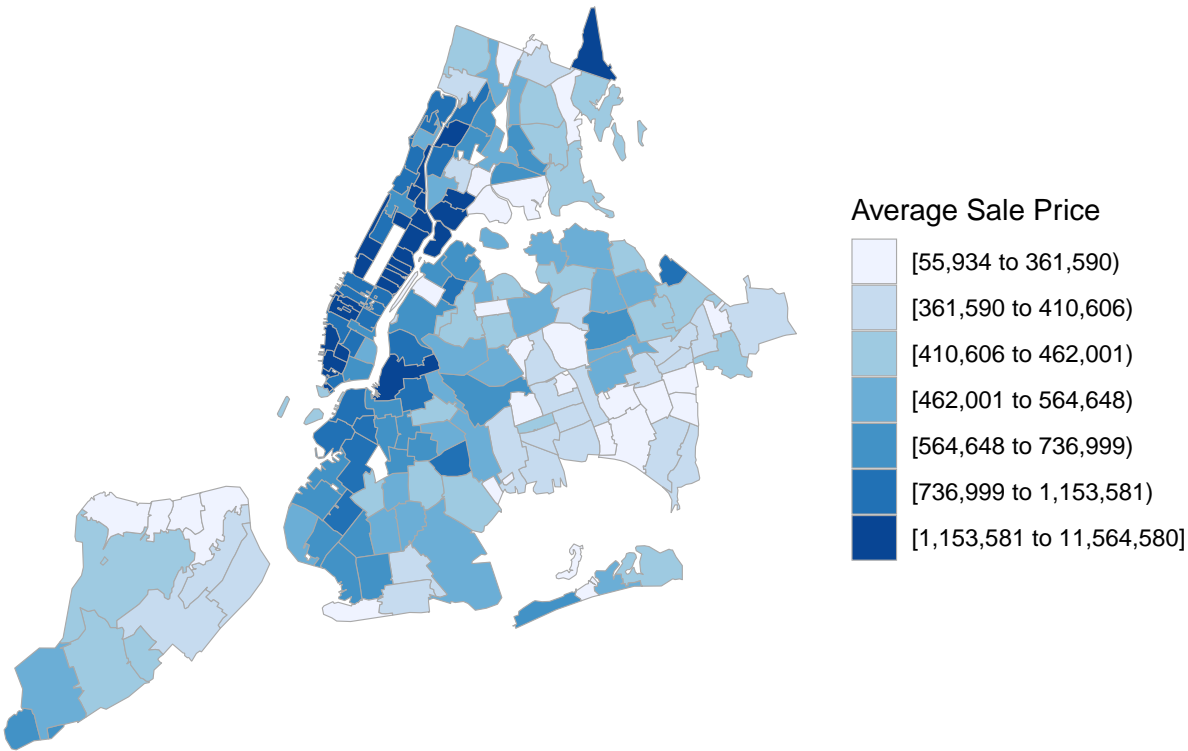 Average Sale Price
[55,934 to 361,590)
[361,590 to 410,606)
[410,606 to 462,001)
[462,001 to 564,648)
[564,648 to 736,999)
[736,999 to 1,153,581)
[1,153,581 to 11,564,580]